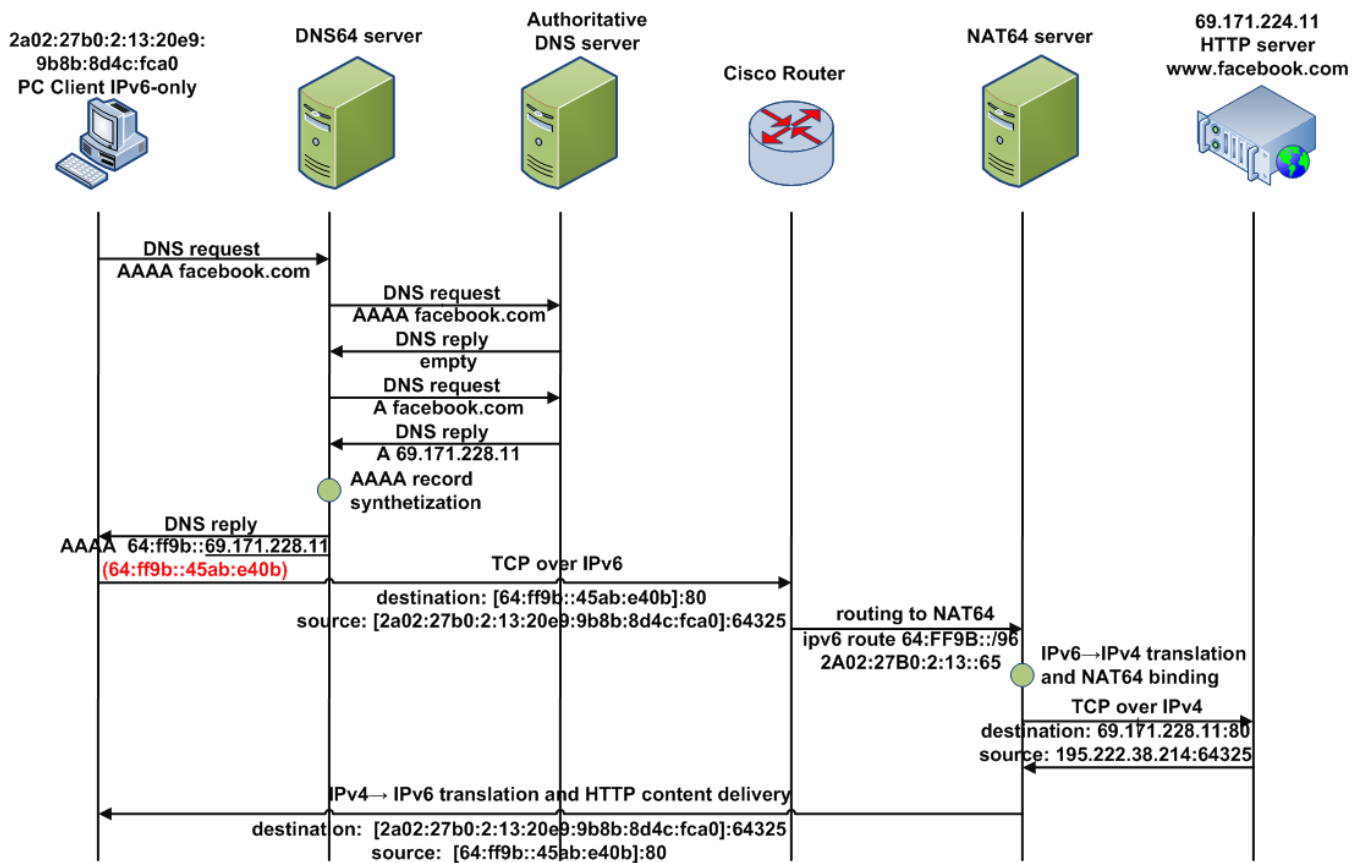 2a02:27b0:2:13:20e9:
9b8b:8d4c:fca0
PC Client IPv6-only
DNS64 server
Authoritative
DNS server
Cisco Router
NAT64 server
69.171.224.11
HTTP server
www.facebook.com
DNS request
AAAA facebook.com
DNS request
AAAA facebook.com
DNS reply
empty
DNS request
A facebook.com
DNS reply
A 69.171.228.11
AAAA record
synthetization
DNS reply
AAAA 64:ff9b::69.171.228.11
(64:ff9b::45ab:e40b)
TCP over IPv6
destination: [64:ff9b::45ab:e40b]:80
source: [2a02:27b0:2:13:20e9:9b8b:8d4c:fca0]:64325
routing to NAT64
ipv6 route 64:FF9B::/96
2A02:27B0:2:13::65
IPv6→IPv4 translation
and NAT64 binding
TCP over IPv4
destination: 69.171.228.11:80
source: 195.222.38.214:64325
IPv4→ IPv6 translation and HTTP content delivery
destination: [2a02:27b0:2:13:20e9:9b8b:8d4c:fca0]:64325
source: [64:ff9b::45ab:e40b]:80